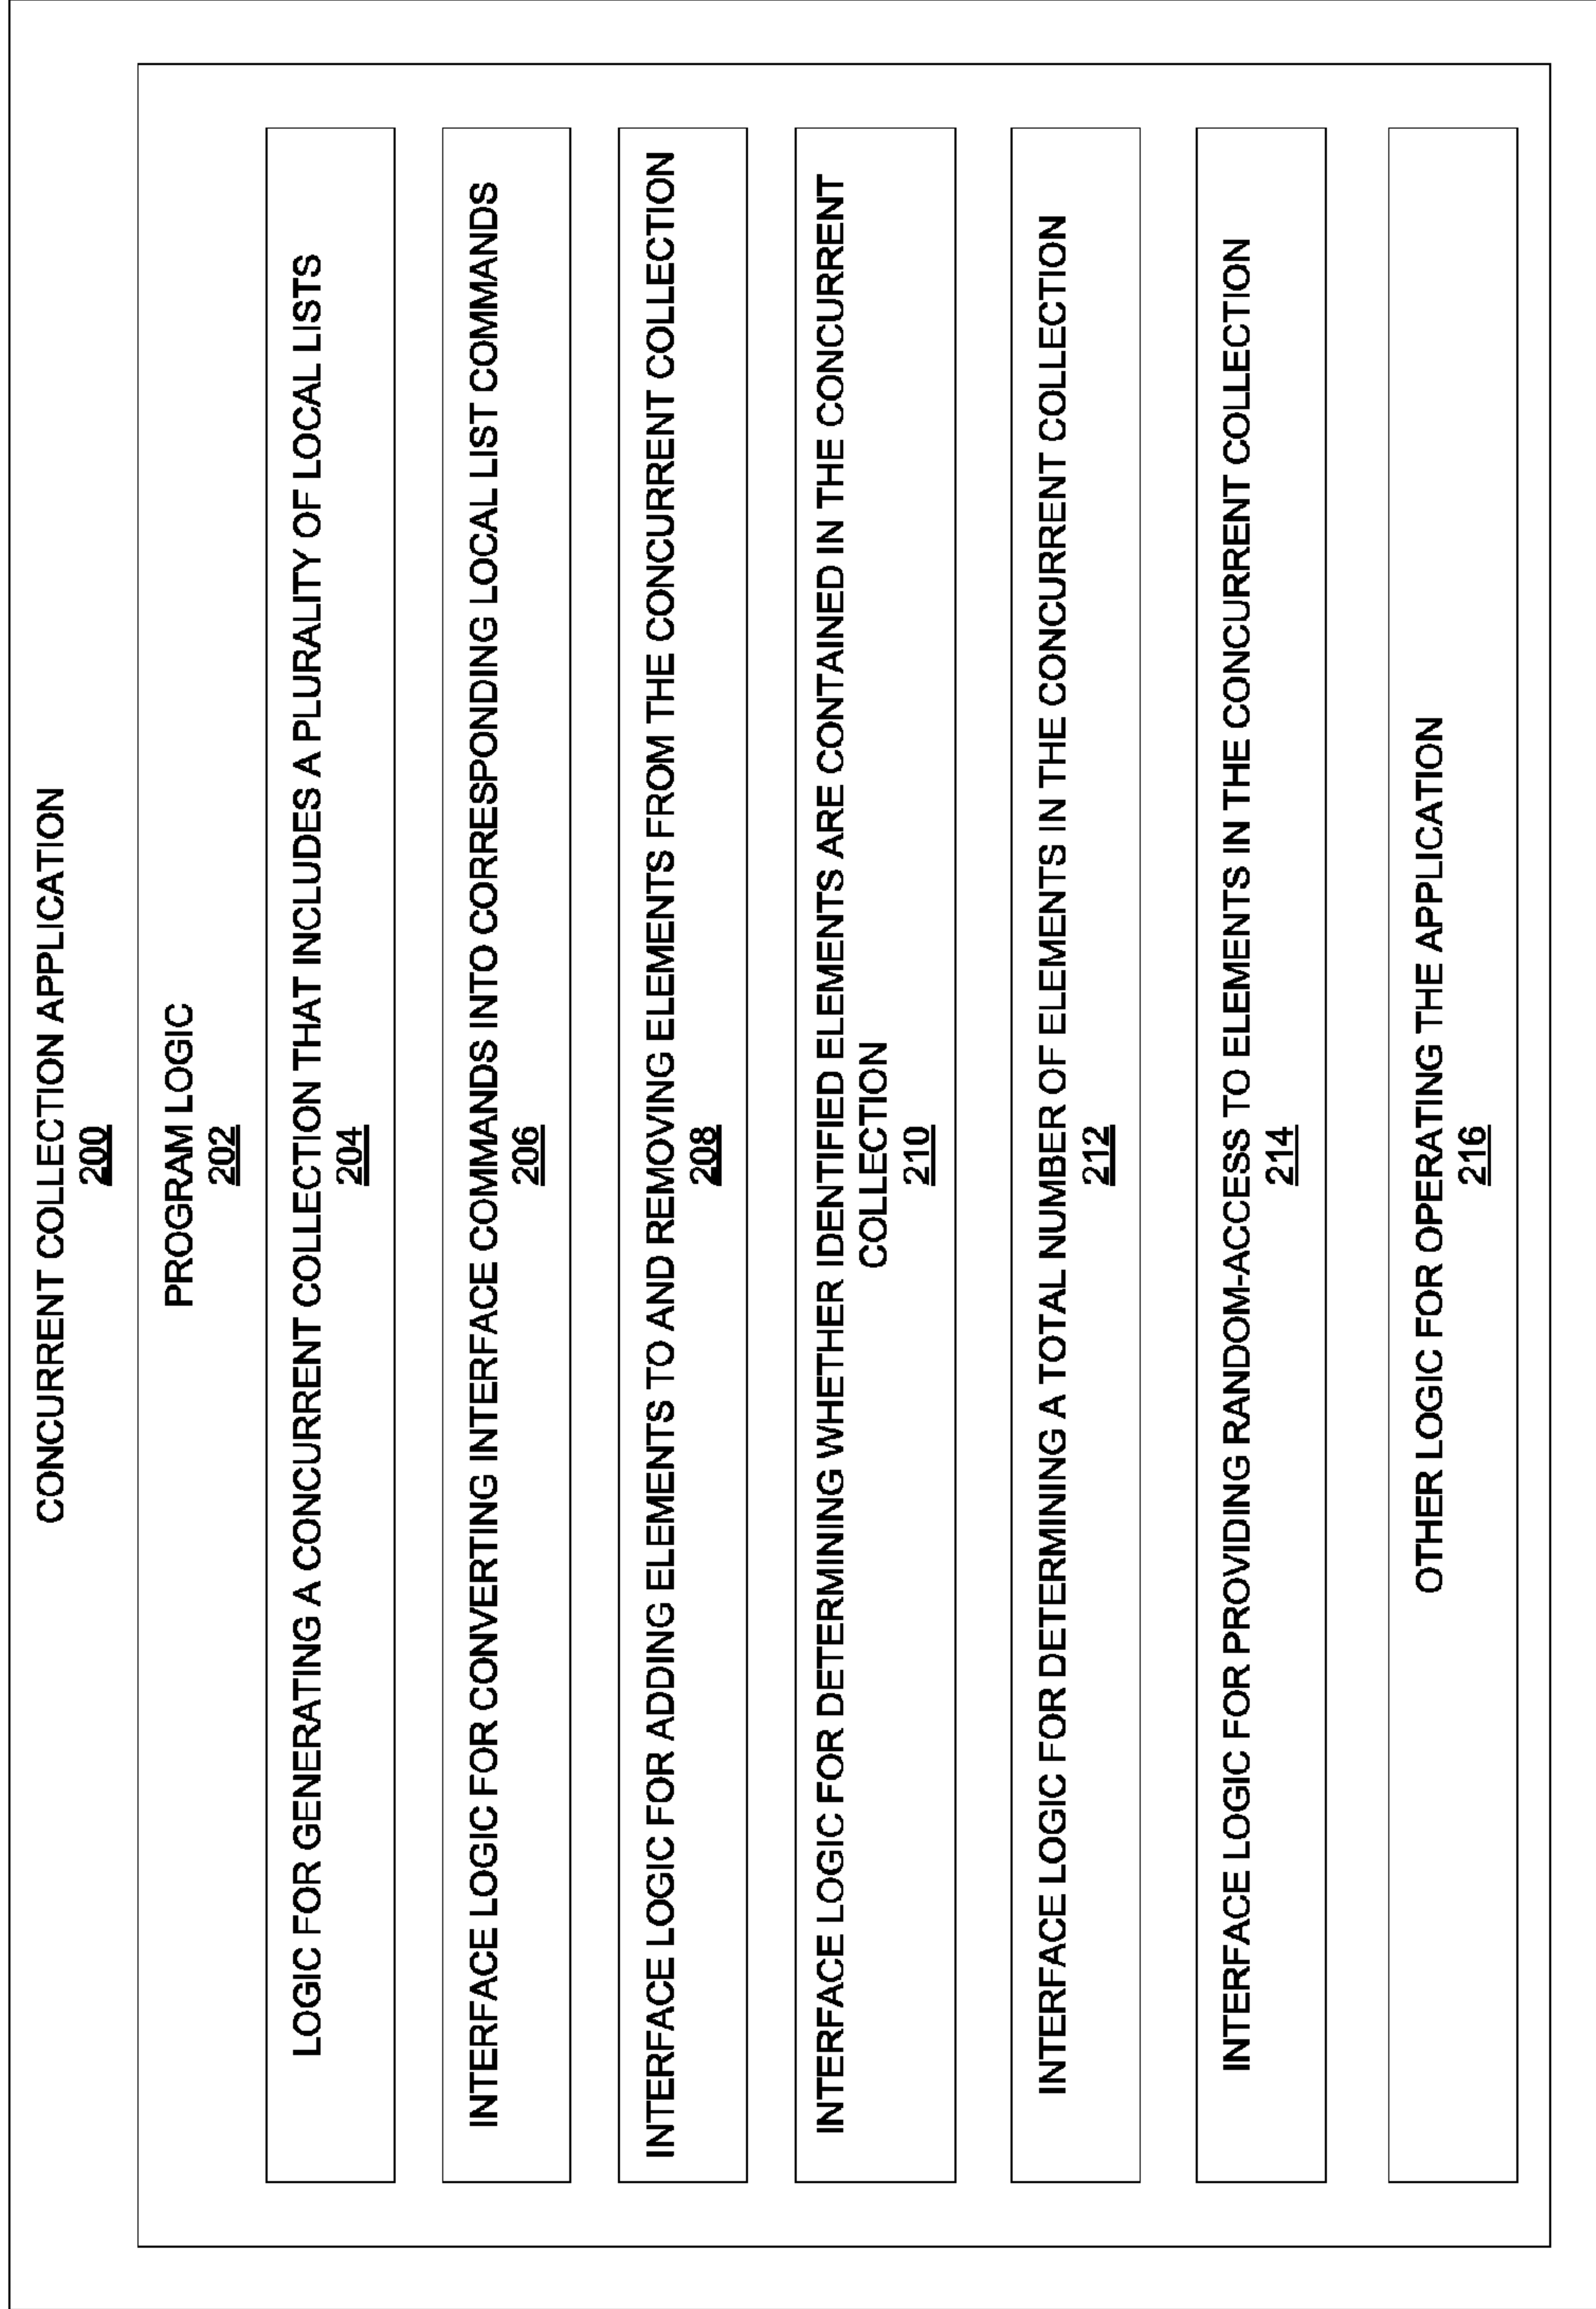 CONCURRENT COLLECTION APPLICATION
200
PROGRAM LOGIC
202
LOGIC FOR GENERATING A CONCURRENT COLLECTION THAT INCLUDES A PLURALITY OF LOCAL LISTS
204
INTERFACE LOGIC FOR CONVERTING INTERFACE COMMANDS INTO CORRESPONDING LOCAL LIST COMMANDS
206
INTERFACE LOGIC FOR ADDING ELEMENTS TO AND REMOVING ELEMENTS FROM THE CONCURRENT COLLECTION
208
INTERFACE LOGIC FOR DETERMINING WHETHER IDENTIFIED ELEMENTS ARE CONTAINED IN THE CONCURRENT
COLLECTION
210
INTERFACE LOGIC FOR DETERMINING A TOTAL NUMBER OF ELEMENTS IN THE CONCURRENT COLLECTION
212
INTERFACE LOGIC FOR PROVIDING RANDOM-ACCESS TO ELEMENTS IN THE CONCURRENT COLLECTION
214
OTHER LOGIC FOR OPERATING THE APPLICATION
216